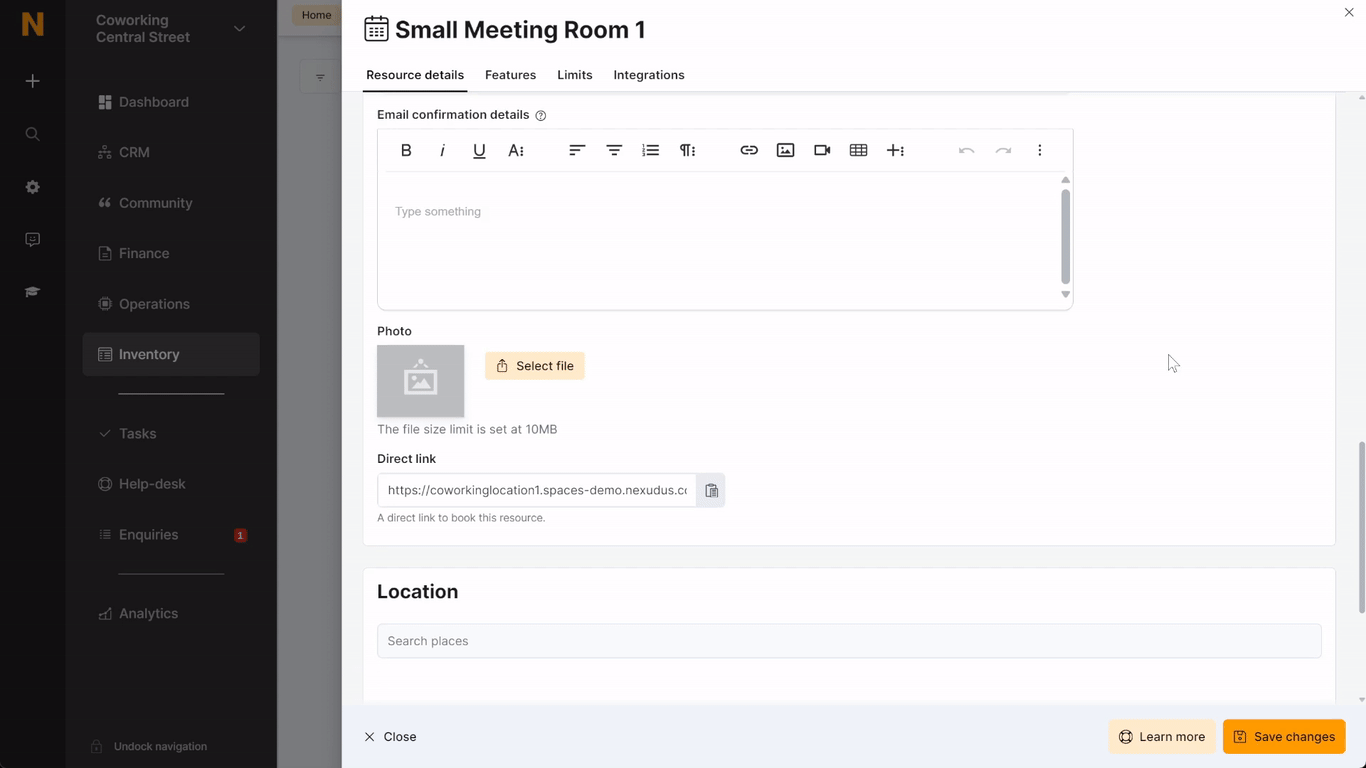 N
Coworking
Central Street
Dashboard
CRM
Community
Finance
Operations
Inventory
Tasks
Help-desk
Enquiries 1
Analytics
Undock navigation
Home
Small Meeting Room 1
Resource details Features Limits Integrations
Email confirmation details
B i U A
Type something
Photo
Select file
The file size limit is set at 10MB
Direct link
https://coworkinglocation1.spaces-demo.nexudus.co
A direct link to book this resource.
Location
Search places
Close
Learn more
Save changes